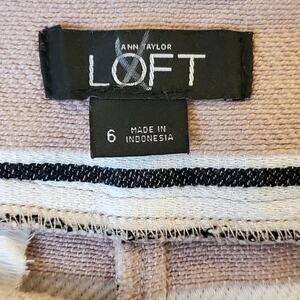 ANN TAYLOR
LOFT
6
MADE IN
INDONESIA